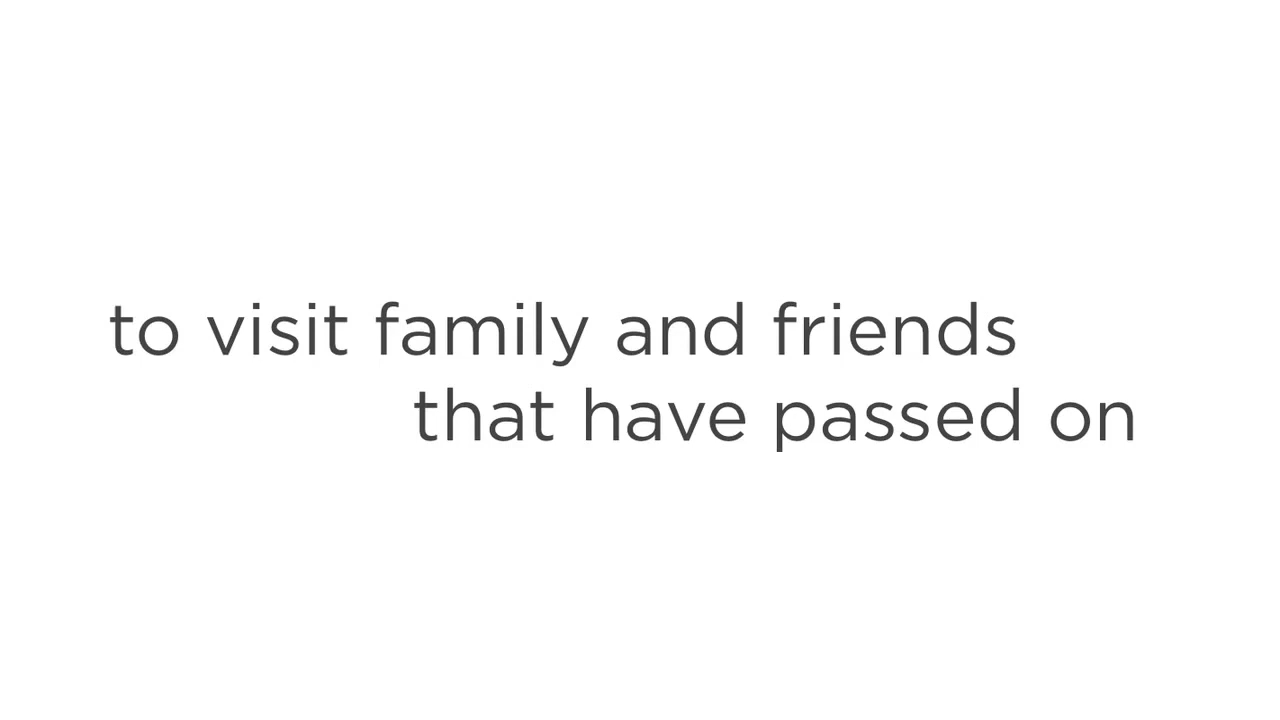 to visit family and friends
that have passed on